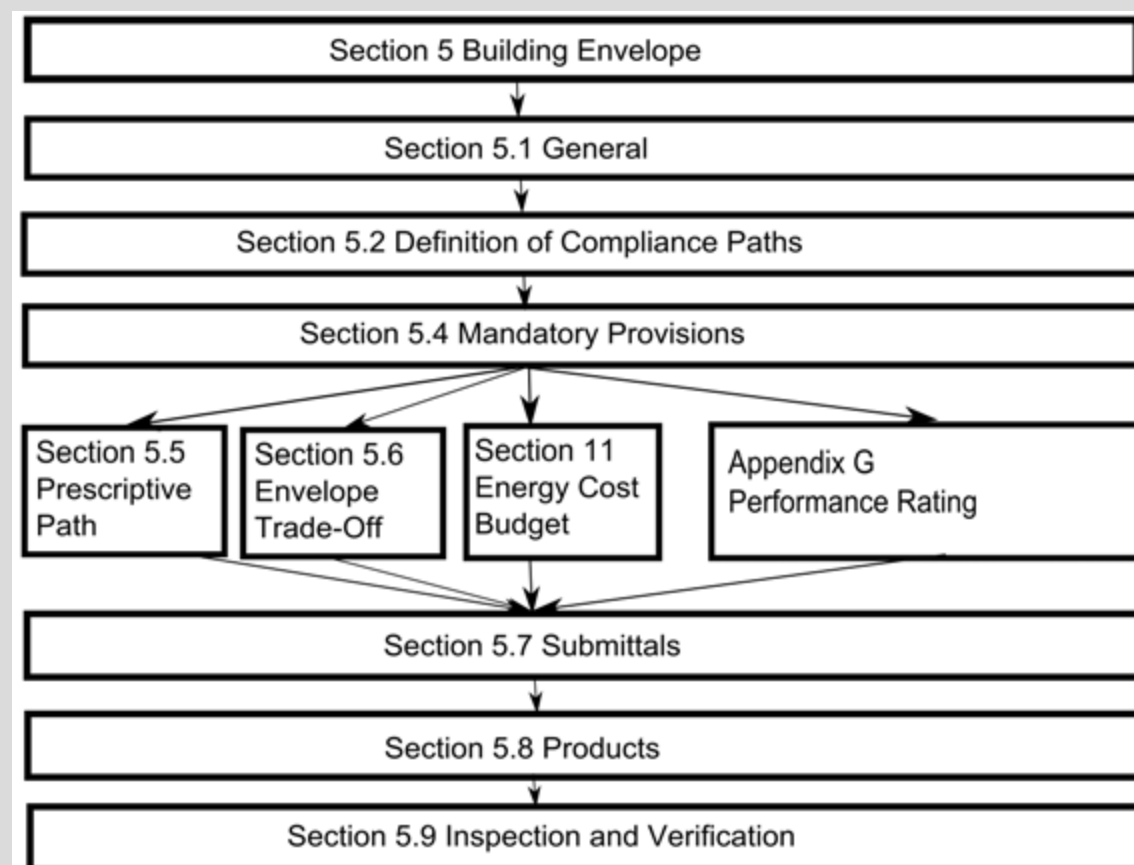 Section 5 Building Envelope
Section 5.1 General
Section 5.2 Definition of Compliance Paths
Section 5.4 Mandatory Provisions
Section 5.5
Prescriptive
Path
Section 5.6
Envelope
Trade-Off
Section 11
Energy Cost
Budget
Appendix G
Performance Rating
Section 5.7 Submittals
Section 5.8 Products
Section 5.9 Inspection and Verification